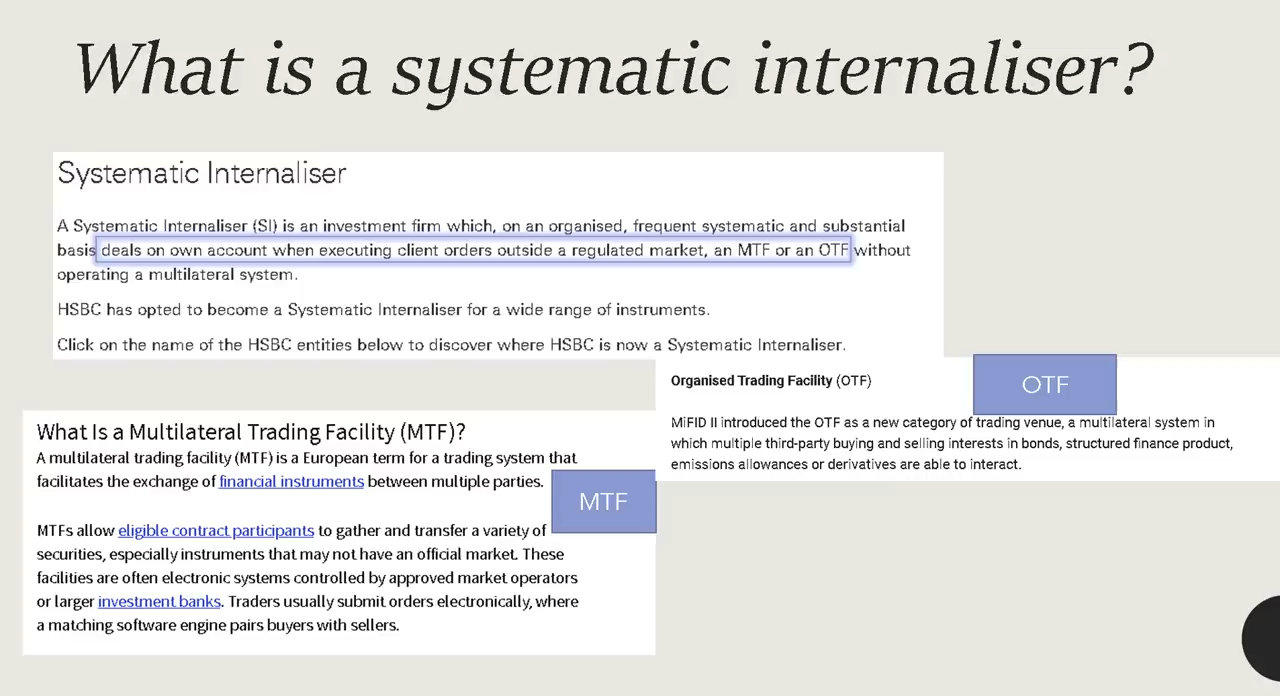 What is a systematic internaliser?
Systematic Internaliser
A Systematic Internaliser (SI) is an investment firm which, on an organised, frequent systematic and substantial
basis deals on own account when executing client orders outside a regulated market, an MTF or an OTF without
operating a multilateral system.
HSBC has opted to become a Systematic Internaliser for a wide range of instruments.
Click on the name of the HSBC entities below to discover where HSBC is now a Systematic Internaliser.
Organised Trading Facility (OTF)
OTF
MiFID II introduced the OTF as a new category of trading venue, a multilateral system in
which multiple third-party buying and selling interests in bonds, structured finance product,
emissions allowances or derivatives are able to interact.
What Is a Multilateral Trading Facility (MTF)?
A multilateral trading facility (MTF) is a European term for a trading system that
facilitates the exchange of financial instruments between multiple parties.
MTF
MTFs allow eligible contract participants to gather and transfer a variety of
securities, especially instruments that may not have an official market. These
facilities are often electronic systems controlled by approved market operators
or larger investment banks. Traders usually submit orders electronically, where
a matching software engine pairs buyers with sellers.